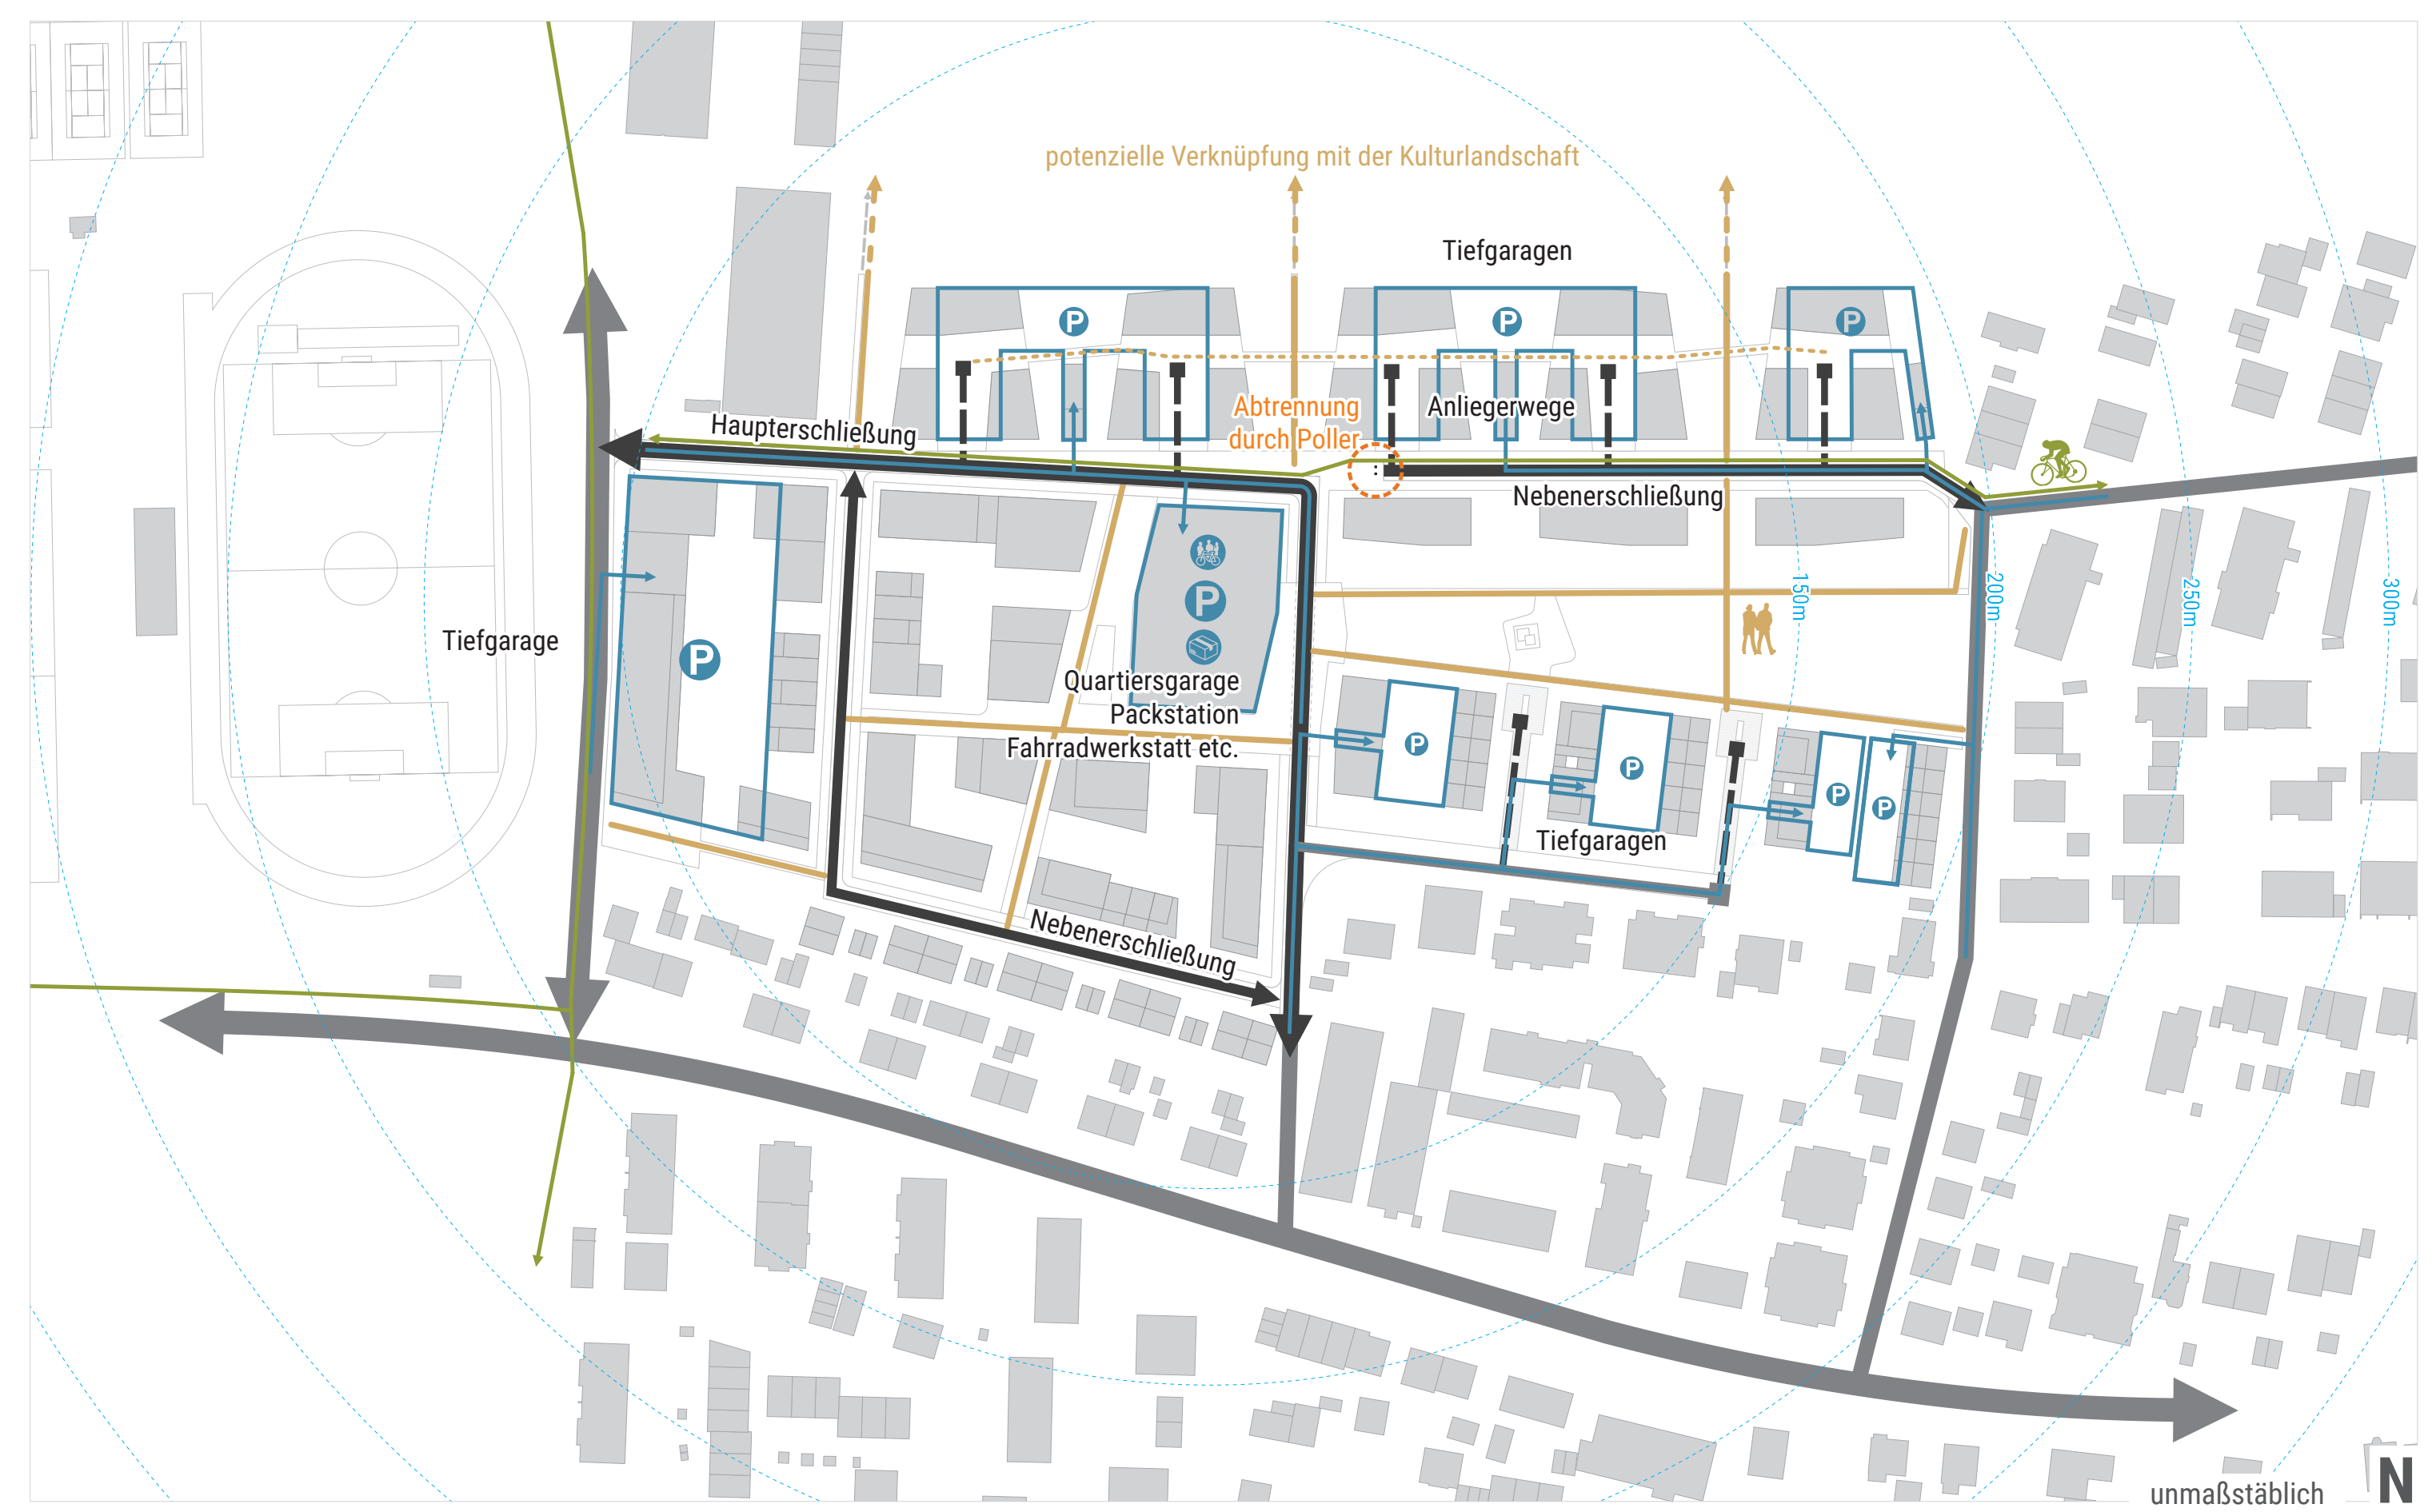 potenzielle Verknüpfung mit der Kulturlandschaft
Tiefgaragen
P
P
P
Haupterschließung
Abtrennung
durch Poller
Anliegerwege
Nebenerschließung
Tiefgarage
P
P
Quartiersgarage
Packstation
Fahrradwerkstatt etc.
150m
200m
250m
300m
P
P
P
P
Tiefgaragen
Nebenerschließung
unmaßstäblich
N